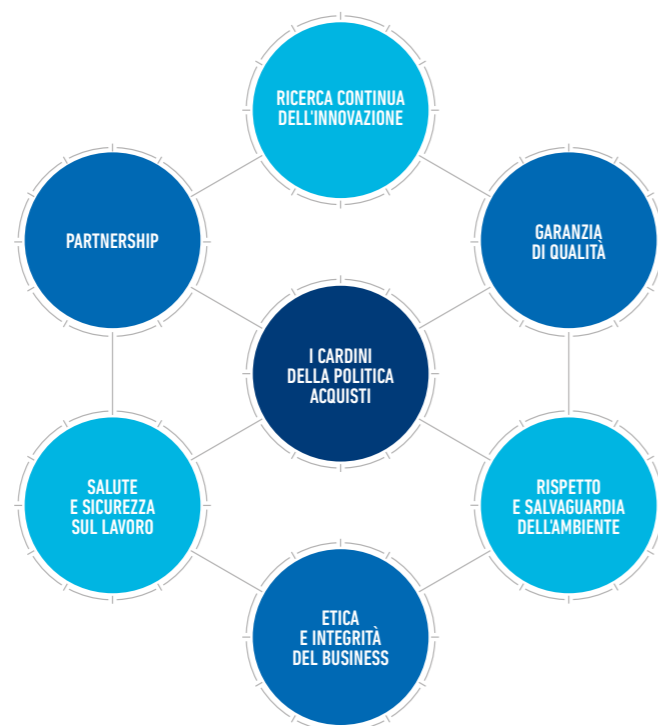 RICERCA CONTINUA
DELL'INNOVAZIONE
PARTNERSHIP
GARANZIA
DI QUALITÀ
I CARDINI
DELLA POLITICA
ACQUISTI
SALUTE
E SICUREZZA
SUL LAVORO
RISPETTO
E SALVAGUARDIA
DELL'AMBIENTE
ETICA
E INTEGRITÀ
DEL BUSINESS